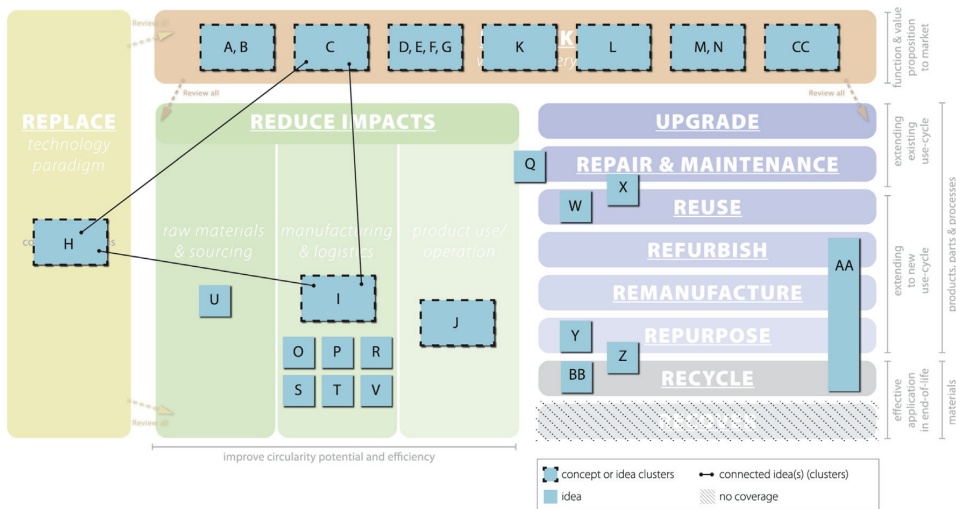 A, B
C
D, E, F, G
K
L
M, N
CC
function & value
proposition
to market
Review all
Review all
Review all
REPLACE
technology
paradigm
REDUCE IMPACTS
UPGRADE
REPAIR & MAINTENANCE
Q
X
W
REUSE
extending
existing
use-cycle
raw materials
& sourcing
manufacturing
& logistics
product use/
operation
H
REFURBISH
AA
REMANUFACTURE
extending
to new
use-cycle
products, parts & processes
U
I
J
Y
REPURPOSE
O
P
R
Z
BB
RECYCLE
S
T
V
effective
application
in end-of-life
materials
Review all
improve circularity potential and efficiency
concept or idea clusters
connected idea(s) (clusters)
idea
no coverage